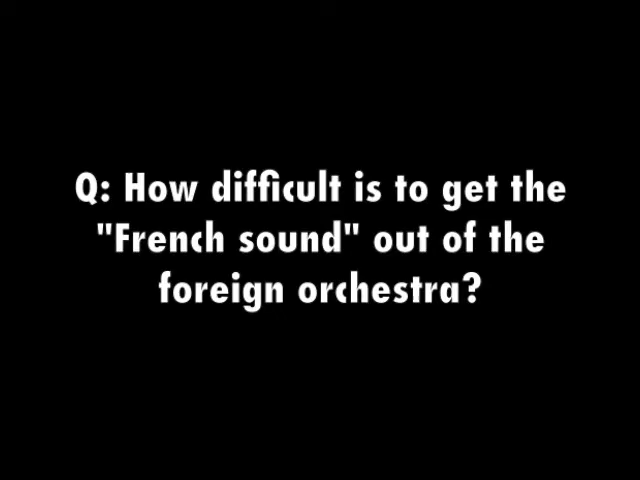 Q: How difficult is to get the
"French sound" out of the
foreign orchestra?